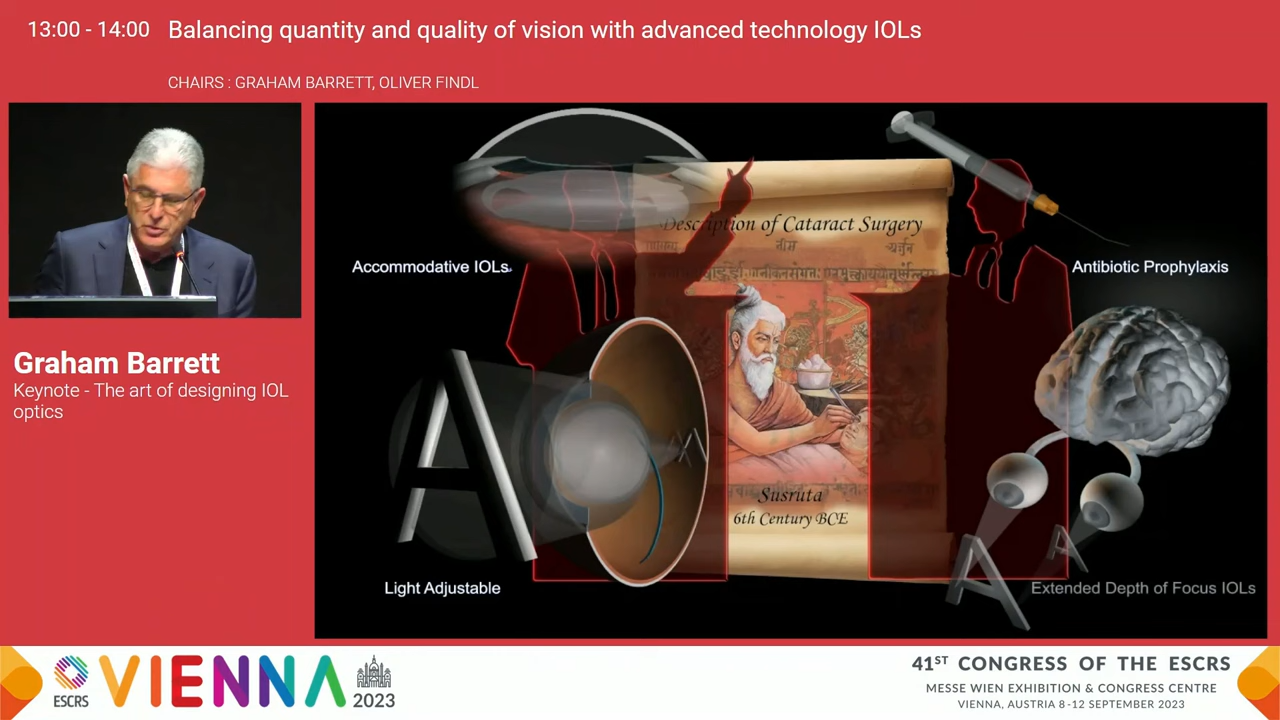 13:00 - 14:00 Balancing quantity and quality of vision with advanced technology IOLs
CHAIRS : GRAHAM BARRETT, OLIVER FINDL
Description of Cataract Surgery
Accommodative IOLs
Antibiotic Prophylaxis
Graham Barrett
Keynote - The art of designing IOL
optics
A
Susruta
6th Century BCE
Light Adjustable
A
A
Extended Depth of Focus IOLs
ESCRS
VIENNA
2023
41ST CONGRESS OF THE ESCRS
MESSE WIEN EXHIBITION & CONGRESS CENTRE
VIENNA, AUSTRIA 8-12 SEPTEMBER 2023